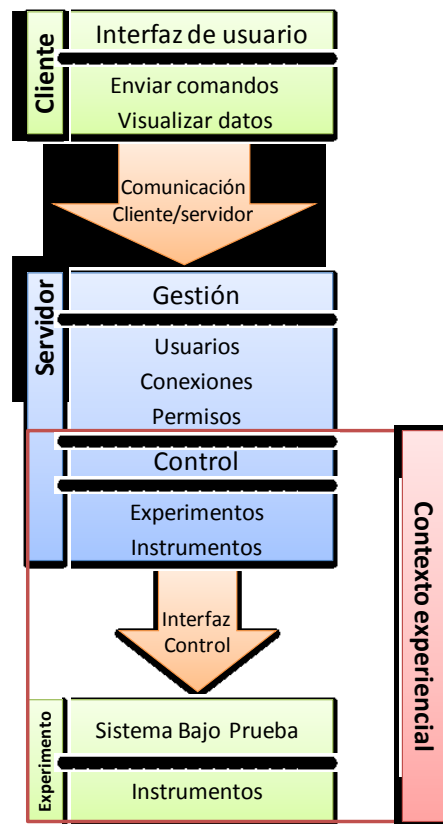 Cliente
Interfaz de usuario
Enviar comandos
Visualizar datos
Comunicación
Cliente/servidor
Servidor
Gestión
Usuarios
Conexiones
Permisos
Control
Experimentos
Instrumentos
Contexto experiencial
Interfaz
Control
Experimento
Sistema Bajo Prueba
Instrumentos